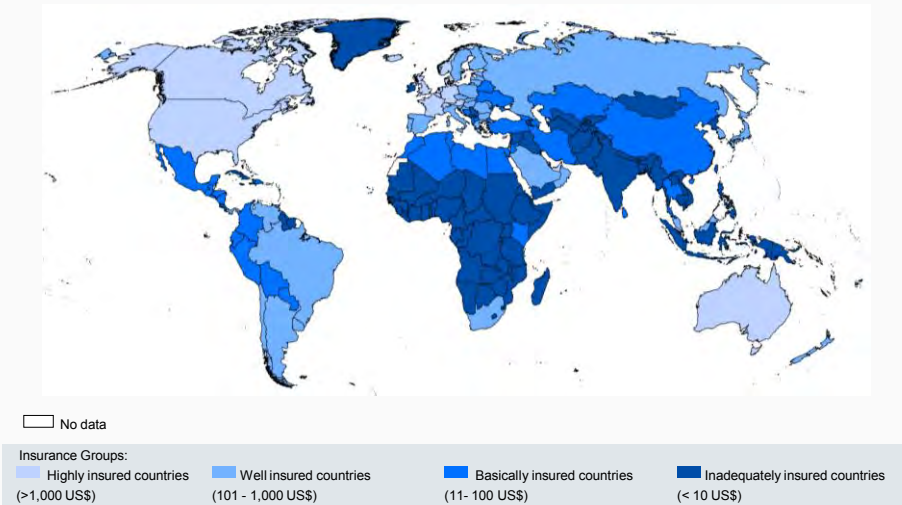 No data
Insurance Groups:
Highly insured countries Well insured countries Basically insured countries Inadequately insured countries
(>1,000 US$) (101 - 1,000 US$) (11- 100 US$) (< 10 US$)